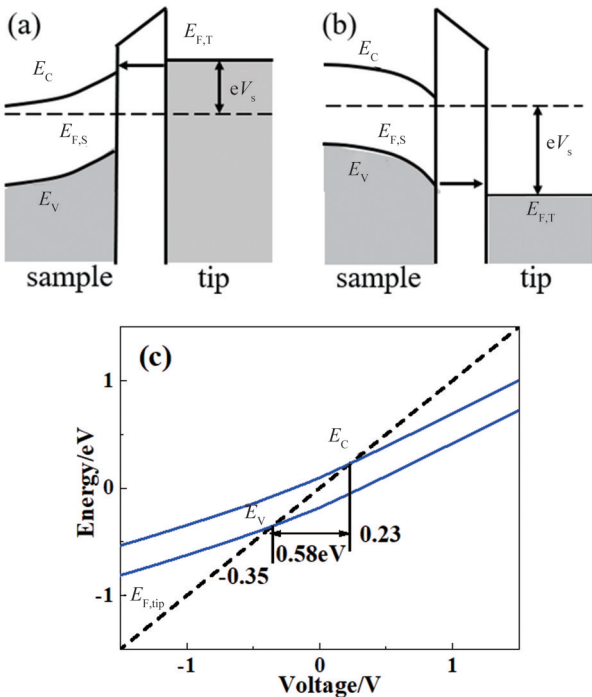 (a)
E_F,T
E_C
eV_s
E_F,S
E_V
sample tip
(b)
E_C
E_F,S
eV_s
E_V
E_F,T
sample tip
(c)
Energy/eV
1
0
-1
E_C
E_V
0.23
0.58eV
-0.35
E_F,tip
-1 0 1
Voltage/V